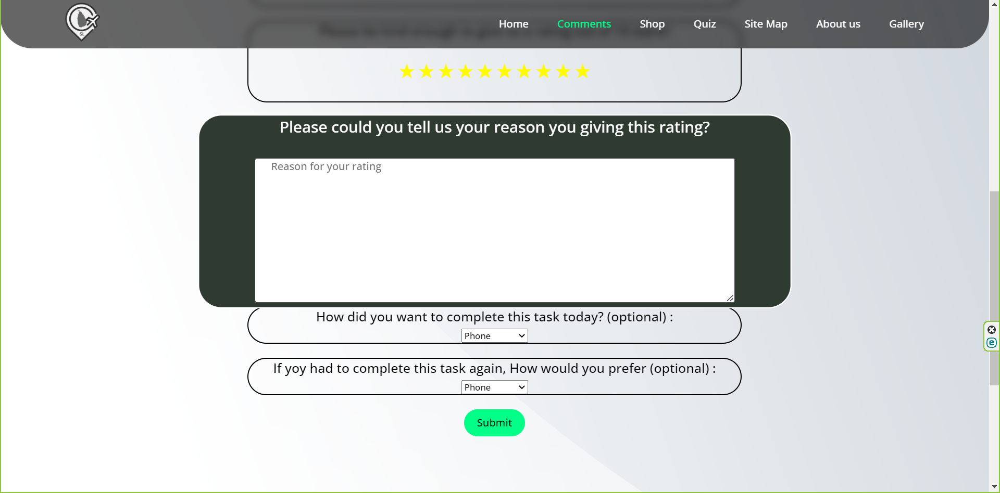 SL
Home Comments Shop Quiz Site Map About us Gallery
Please could you tell us your reason you giving this rating?
Reason for your rating
How did you want to complete this task today? (optional) :
Phone
If yoy had to complete this task again, How would you prefer (optional) :
Phone
Submit
e